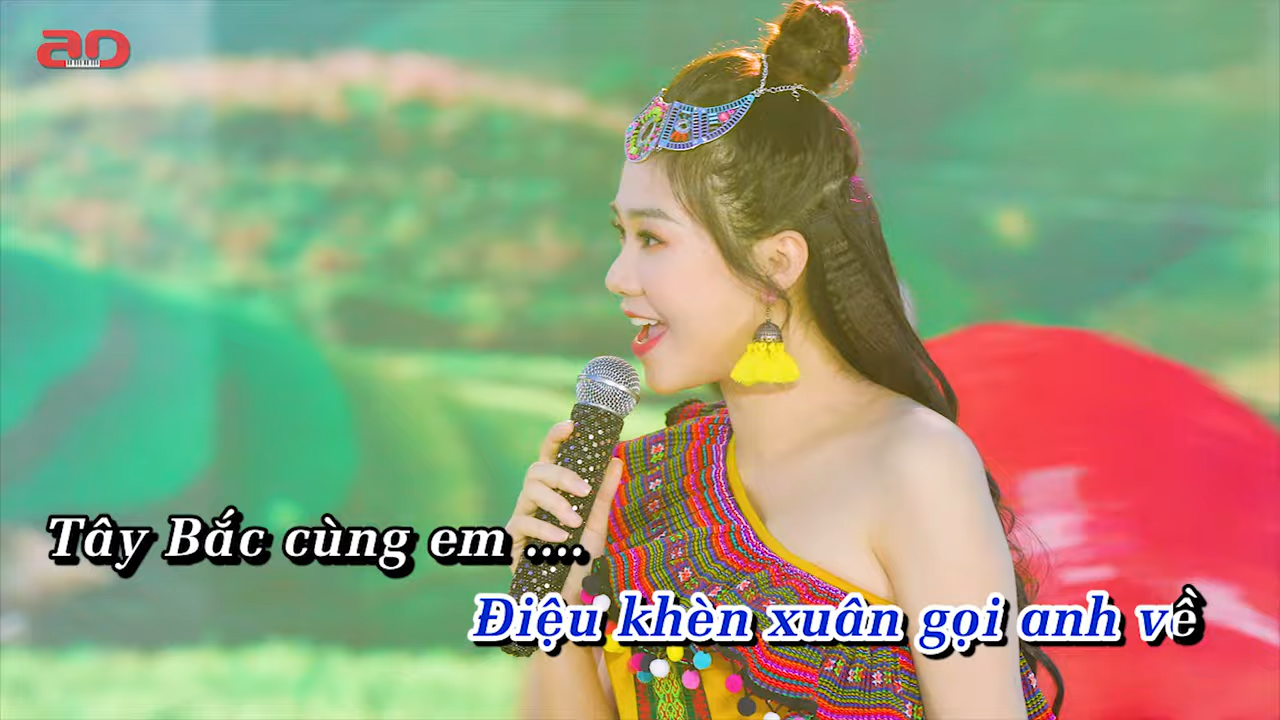 Tây Bắc cùng em ....
Điệu khèn xuân gọi anh về